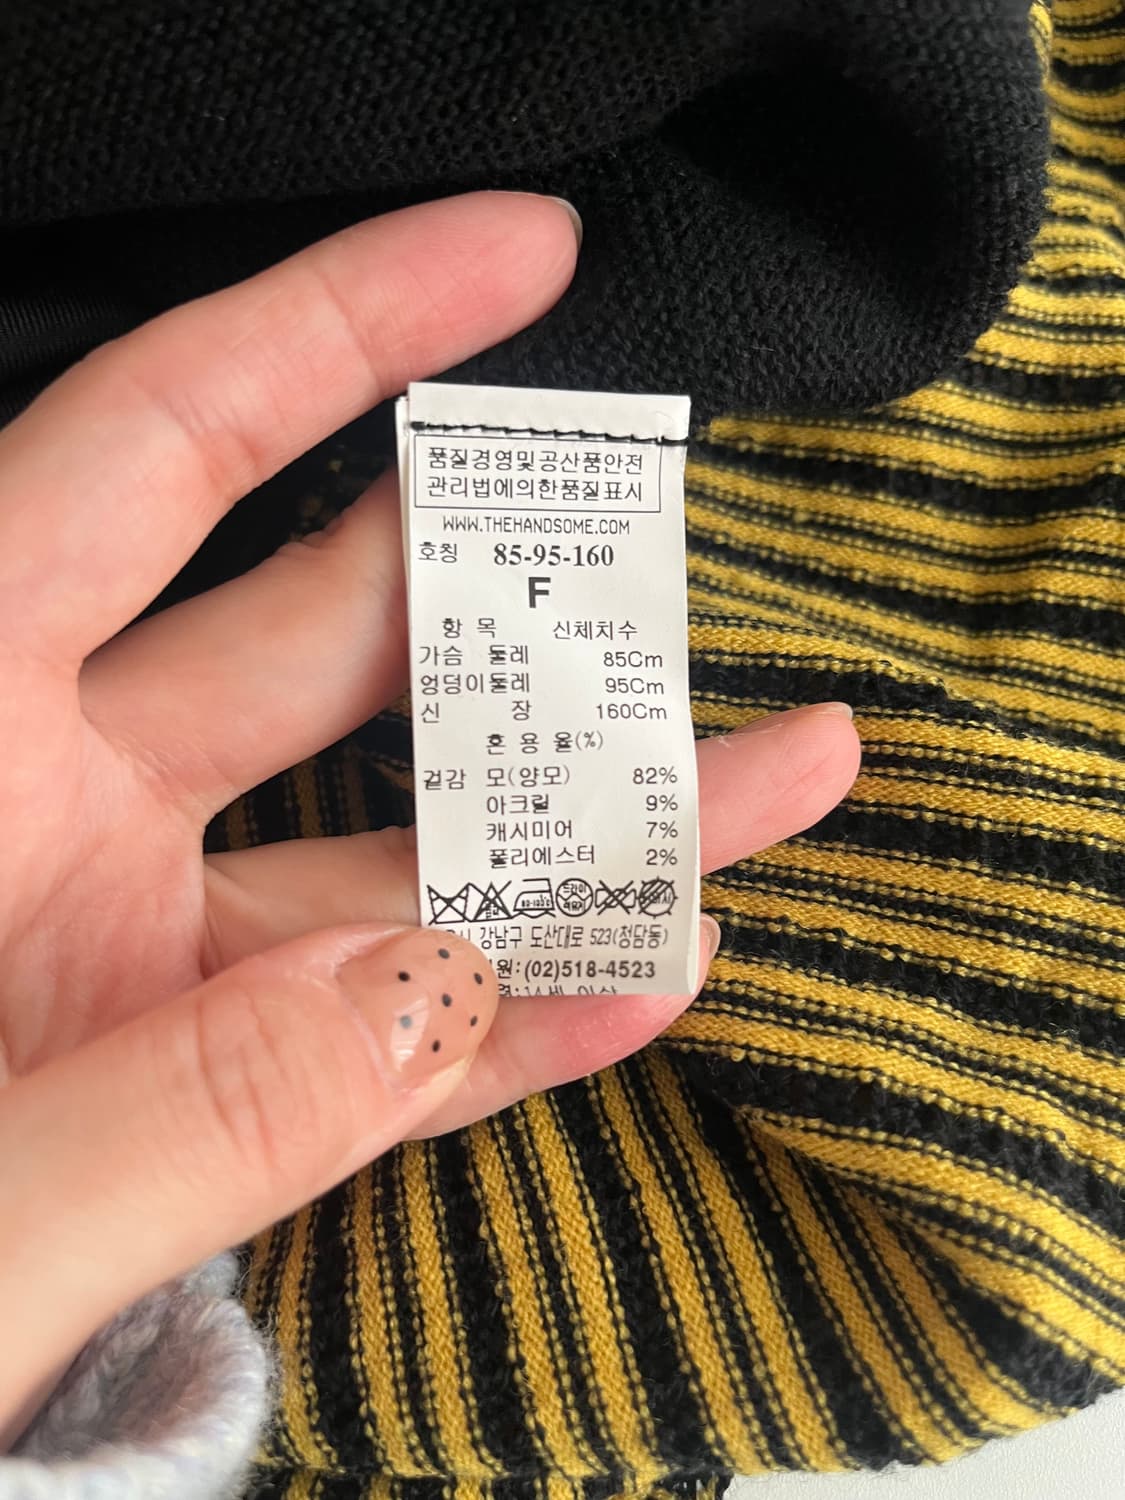 품질경영및공산품안전
관리법에의한품질표시
WWW.THEHANDSOME.COM
호칭 85-95-160
F
항 목 신체치수
가슴 둘레 85Cm
엉덩이둘레 95Cm
신 장 160Cm
혼 용 율(%)
겉감 모(양모) 82%
아크릴 9%
캐시미어 7%
폴리에스터 2%
강남구 도산대로 523(청담동)
원:(02)518-4523